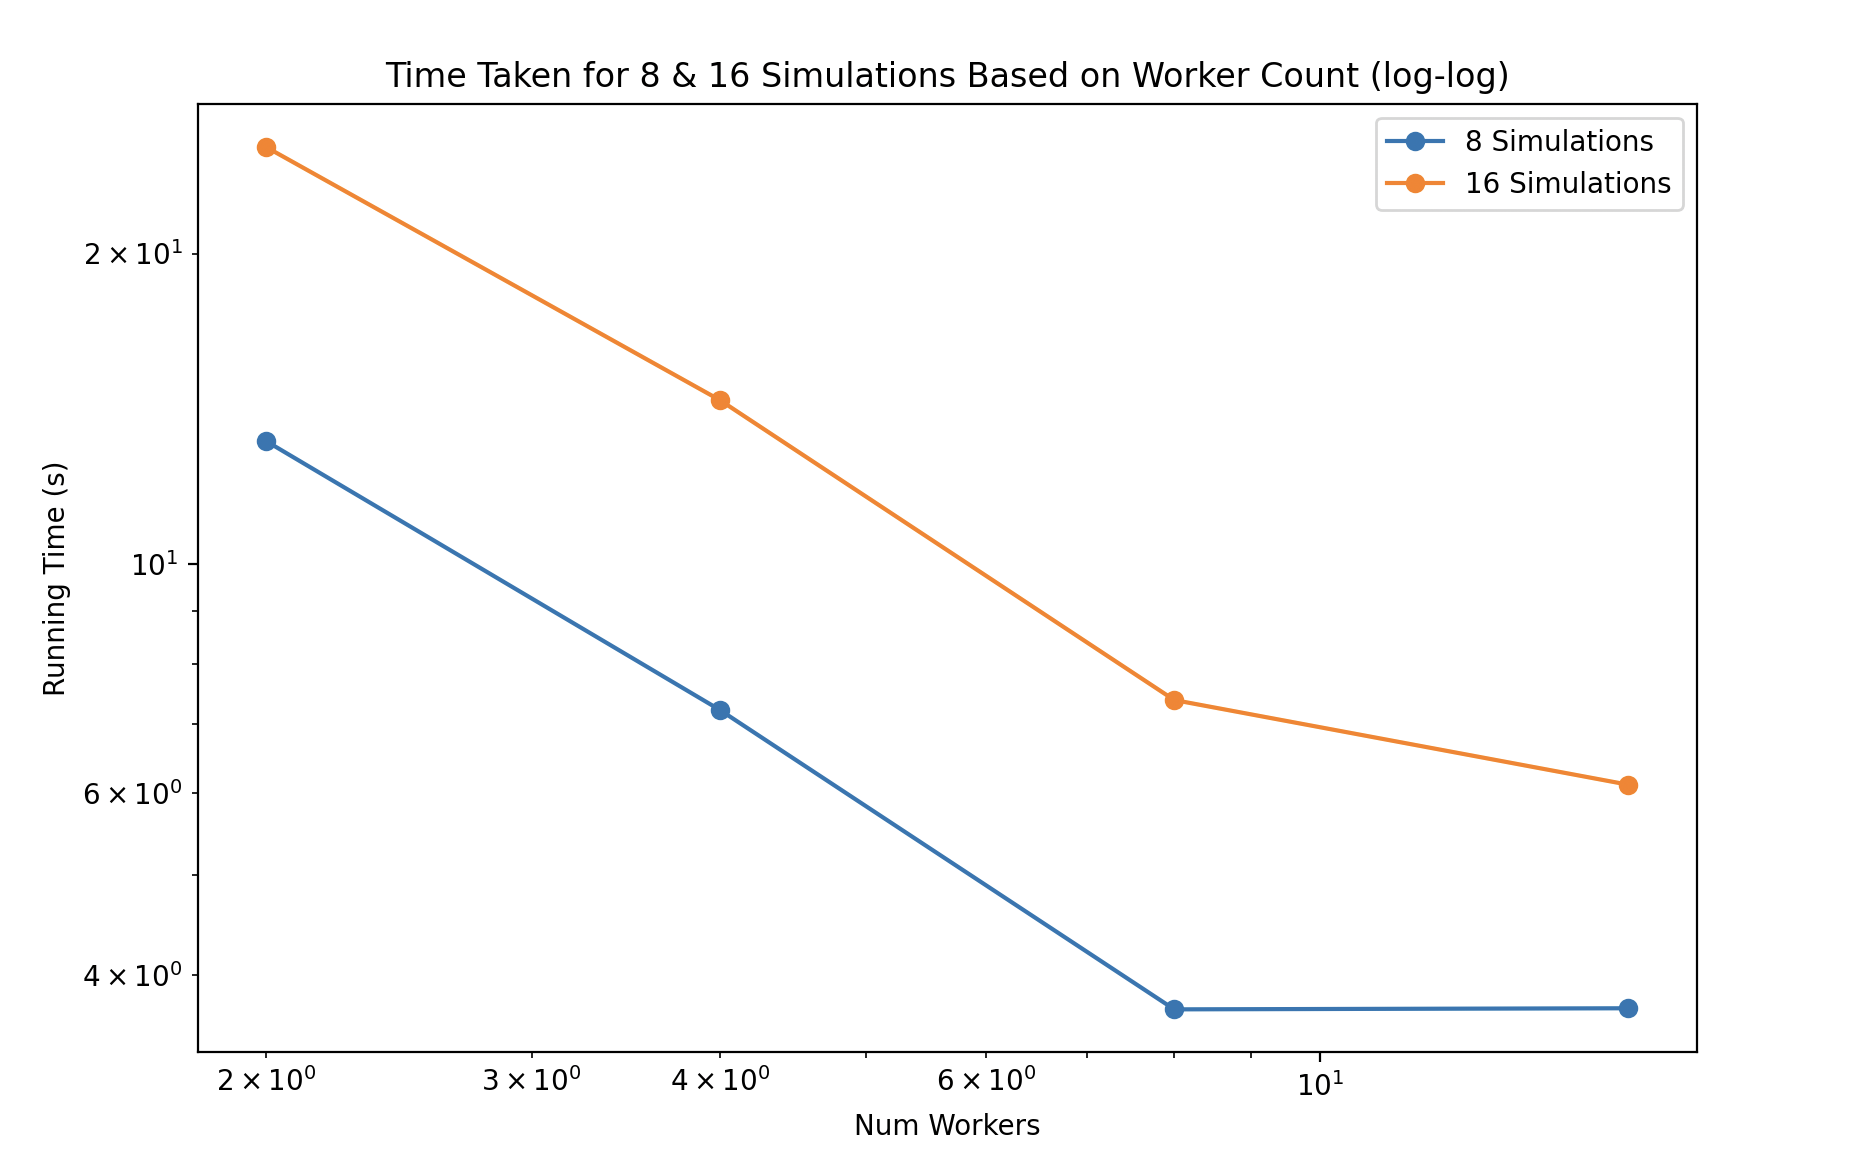 Time Taken for 8 & 16 Simulations Based on Worker Count (log-log)
8 Simulations
16 Simulations
2 × 10¹
10¹
6 × 10⁰
4 × 10⁰
Running Time (s)
2 × 10⁰ 3 × 10⁰ 4 × 10⁰ 6 × 10⁰ 10¹
Num Workers